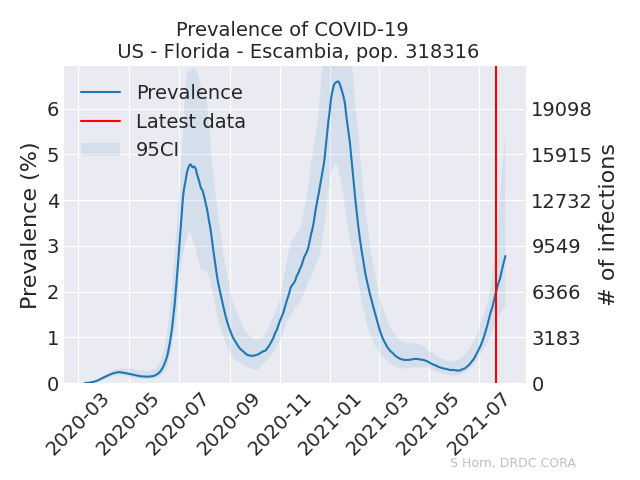 Prevalence of COVID-19
US - Florida - Escambia, pop. 318316
Prevalence
Latest data
95CI
Prevalence (%)
6
5
4
3
2
1
0
# of infections
19098
15915
12732
9549
6366
3183
0
2020-03
2020-05
2020-07
2020-09
2020-11
2021-01
2021-03
2021-05
2021-07
S Horn, DRDC CORA